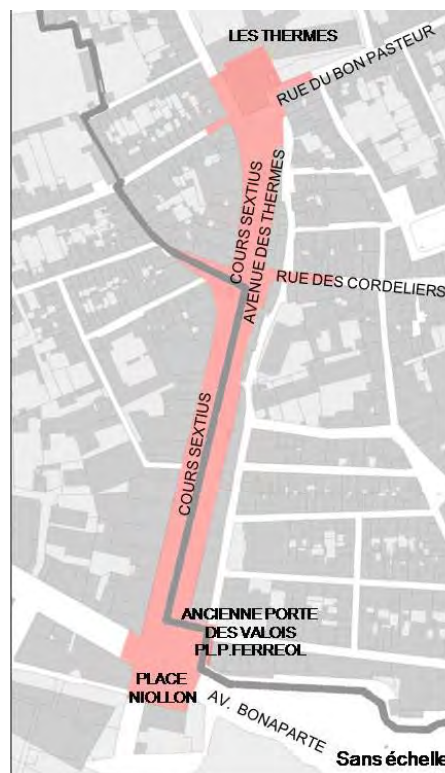 LES THERMES
RUE DU BON PASTEUR
COURS SEXTIUS
AVENUE DES THERMES
RUE DES CORDELIERS
COURS SEXTIUS
ANCIENNE PORTE
DES VALOIS
PL.P.FERREOL
PLACE
NIOLLON
AV. BONAPARTE
Sans échelle